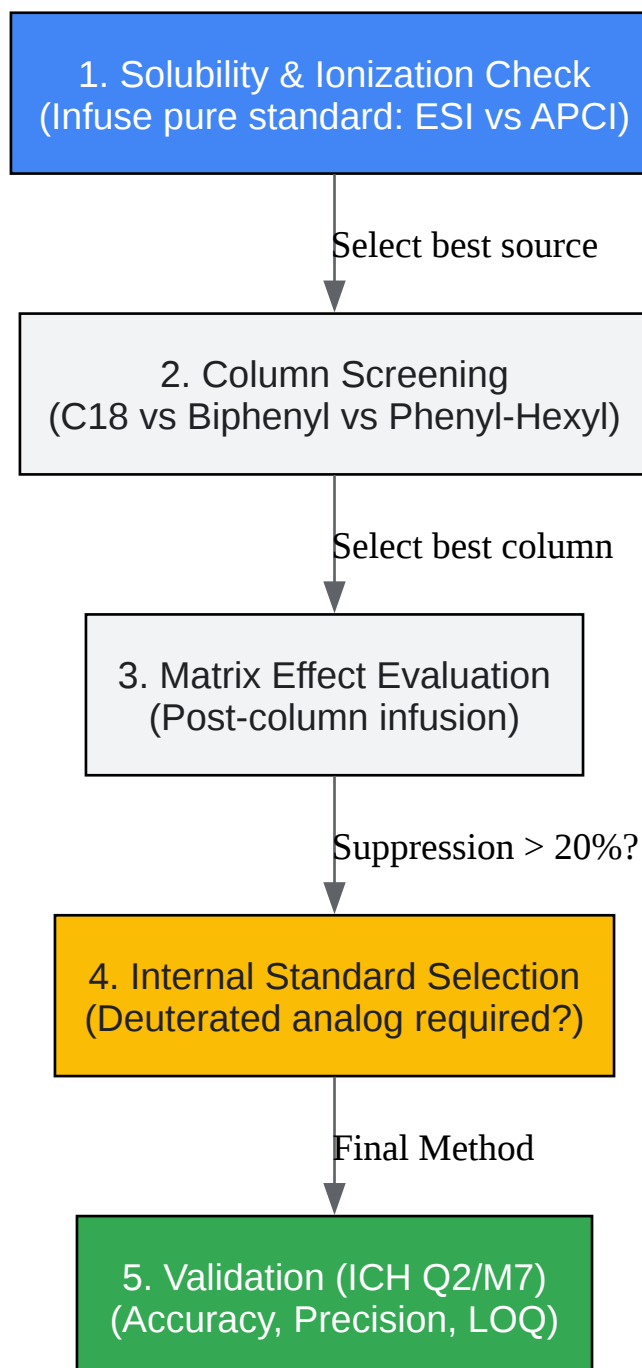 1. Solubility & Ionization Check
(Infuse pure standard: ESI vs APCI)
Select best source
2. Column Screening
(C18 vs Biphenyl vs Phenyl-Hexyl)
Select best column
3. Matrix Effect Evaluation
(Post-column infusion)
Suppression > 20%?
4. Internal Standard Selection
(Deuterated analog required?)
Final Method
5. Validation (ICH Q2/M7)
(Accuracy, Precision, LOQ)